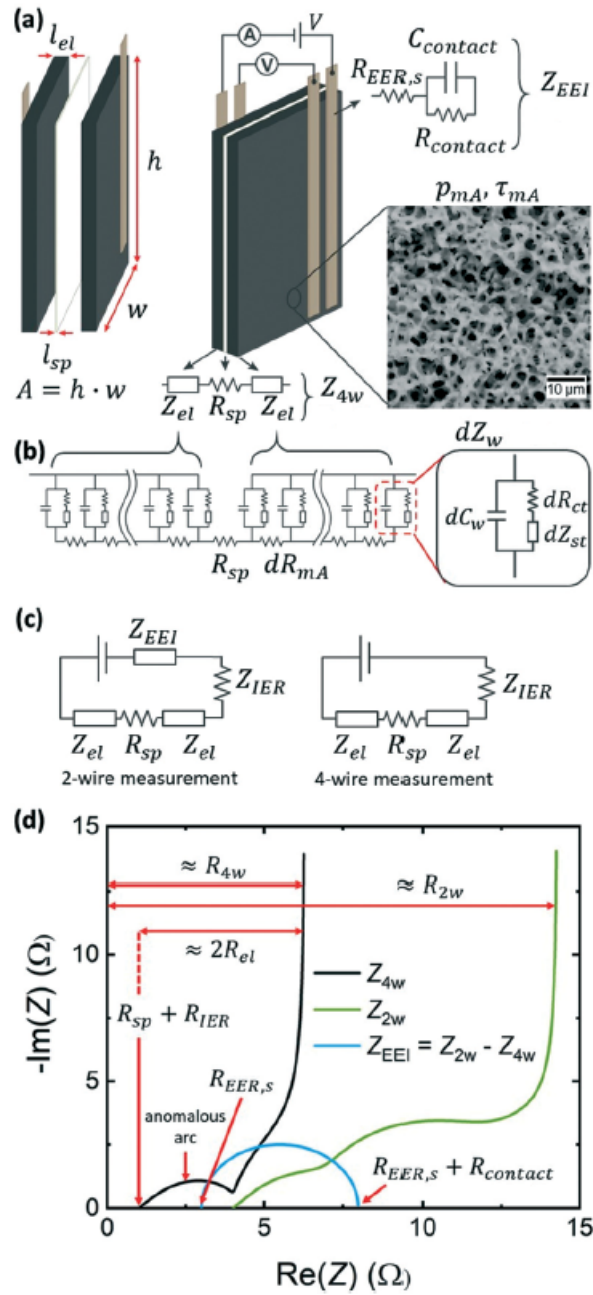 (a)
l_el
h
w
l_sp
A = h · w
A
V
V
C_contact
R_EER,s
R_contact
Z_EEI
p_mA, τ_mA
10 μm
Z_el R_sp Z_el
Z_4w
(b)
R_sp dR_mA
dZ_w
dC_w
dR_ct
dZ_st
(c)
Z_EEI
Z_IER
Z_el R_sp Z_el
2-wire measurement
Z_IER
Z_el R_sp Z_el
4-wire measurement
(d)
15
10
5
0
-Im(Z) (Ω)
≈ R_4w
≈ R_2w
≈ 2R_el
R_sp + R_IER
R_EER,s
anomalous
arc
Z_4w
Z_2w
Z_EEI = Z_2w - Z_4w
R_EER,s + R_contact
0 5 10 15
Re(Z) (Ω)